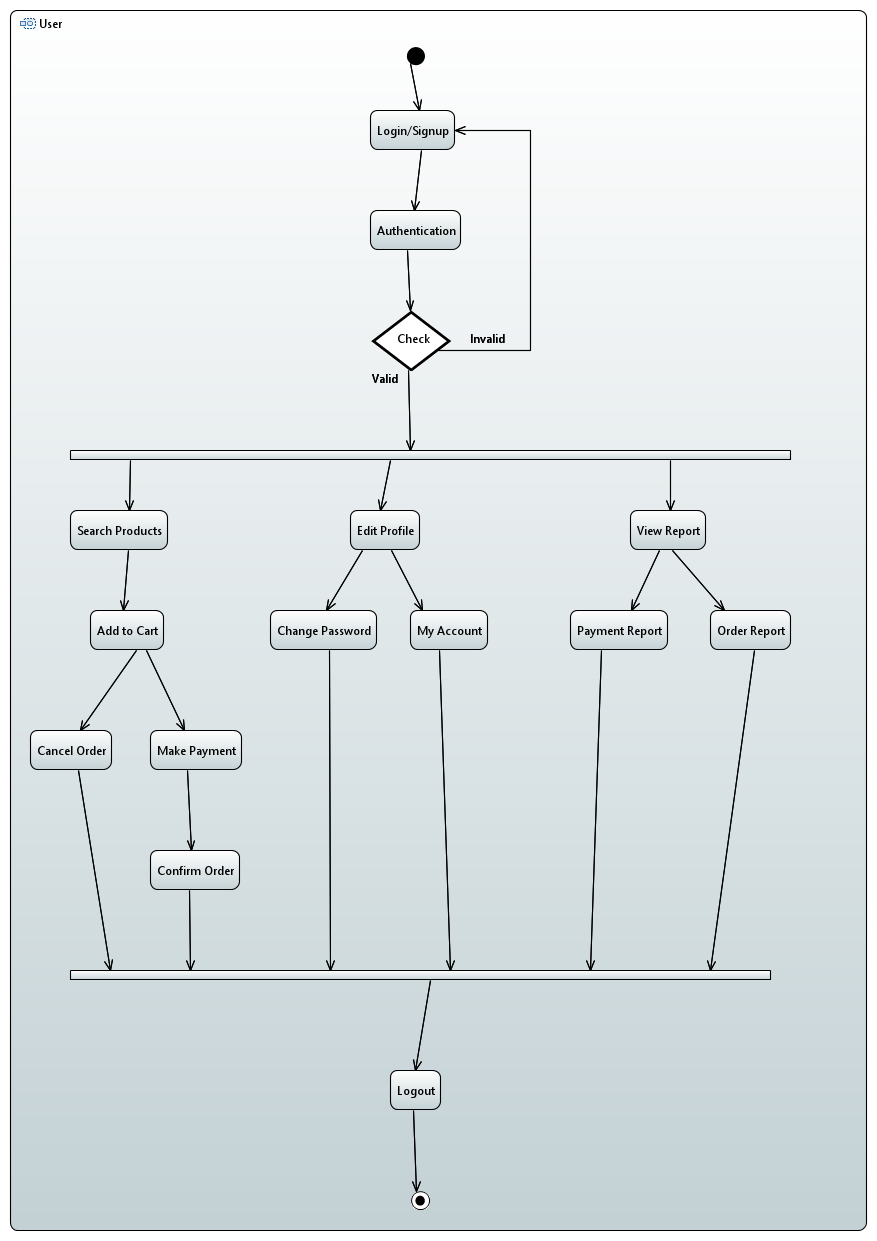 User
Login/Signup
Authentication
Check
Invalid
Valid
Search Products
Edit Profile
View Report
Add to Cart
Change Password
My Account
Payment Report
Order Report
Cancel Order
Make Payment
Confirm Order
Logout